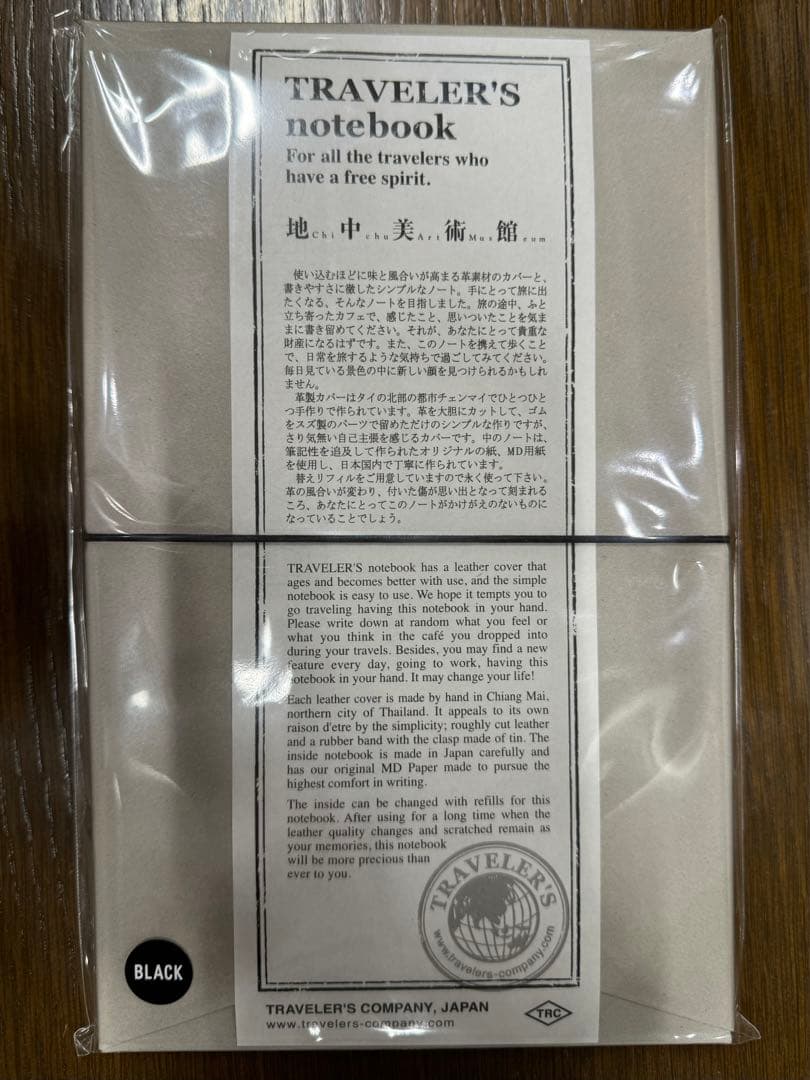 TRAVELER'S
notebook
For all the travelers who
have a free spirit.
地Chi中chu美Art術Mus館eum
使い込むほどに味と風合いが高まる革素材のカバーと、
書きやすさに徹したシンプルなノート。手にとって旅に出
たくなる、そんなノートを目指しました。旅の途中、ふと
立ち寄ったカフェで、感じたこと、思いついたことを気ま
まに書き留めてください。それが、あなたにとって貴重な
財産になるはずです。また、このノートを携えて歩くこと
で、日常を旅するような気持ちで過ごしてみてください。
毎日見ている景色の中に新しい顔を見つけられるかもしれ
ません。
革製カバーはタイの北部の都市チェンマイでひとつひと
つ手作りで作られています。革を大胆にカットして、ゴム
をスズ製のパーツで留めただけのシンプルな作りですが、
さり気無い自己主張を感じるカバーです。中のノートは、
筆記性を追及して作られたオリジナルの紙、MD用紙
を使用し、日本国内で丁寧に作られています。
替えリフィルをご用意していますので永く使って下さい。
革の風合いが変わり、付いた傷が思い出となって刻まれる
ころ、あなたにとってこのノートがかけがえのないものに
なっていることでしょう。
TRAVELER'S notebook has a leather cover that
ages and becomes better with use, and the simple
notebook is easy to use. We hope it tempts you to
go traveling having this notebook in your hand.
Please write down at random what you feel or
what you think in the café you dropped into
during your travels. Besides, you may find a new
feature every day, going to work, having this
notebook in your hand. It may change your life!
Each leather cover is made by hand in Chiang Mai,
northern city of Thailand. It appeals to its own
raison d'etre by the simplicity; roughly cut leather
and a rubber band with the clasp made of tin. The
inside notebook is made in Japan carefully and
has our original MD Paper made to pursue the
highest comfort in writing.
The inside can be changed with refills for this
notebook. After using for a long time when the
leather quality changes and scratched remain as
your memories, this notebook
will be more precious than
ever to you.
TRAVELER'S
www.travelers-company.com
BLACK
TRAVELER'S COMPANY, JAPAN
www.travelers-company.com
TRC